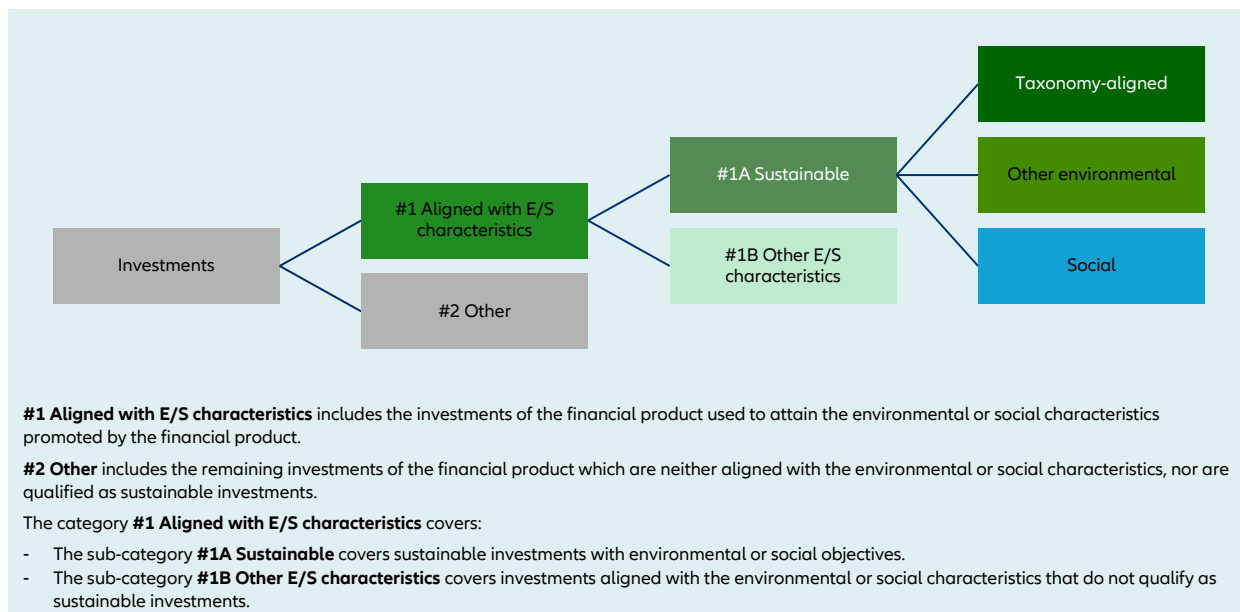 Taxonomy-aligned
#1A Sustainable
Other environmental
#1 Aligned with E/S
characteristics
Investments
#1B Other E/S
characteristics
Social
#2 Other
#1 Aligned with E/S characteristics includes the investments of the financial product used to attain the environmental or social characteristics
promoted by the financial product.
#2 Other includes the remaining investments of the financial product which are neither aligned with the environmental or social characteristics, nor are
qualified as sustainable investments.
The category #1 Aligned with E/S characteristics covers:
- The sub-category #1A Sustainable covers sustainable investments with environmental or social objectives.
- The sub-category #1B Other E/S characteristics covers investments aligned with the environmental or social characteristics that do not qualify as
sustainable investments.